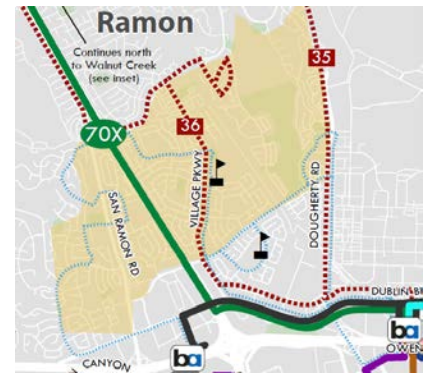 Ramon
Continues north
to Walnut Creek
(see inset)
35
70X
36
VILLAGE PKWY
SAN RAMON RD
DOUGHERTY RD
DUBLIN B
ba
ba
OWEN
CANYON